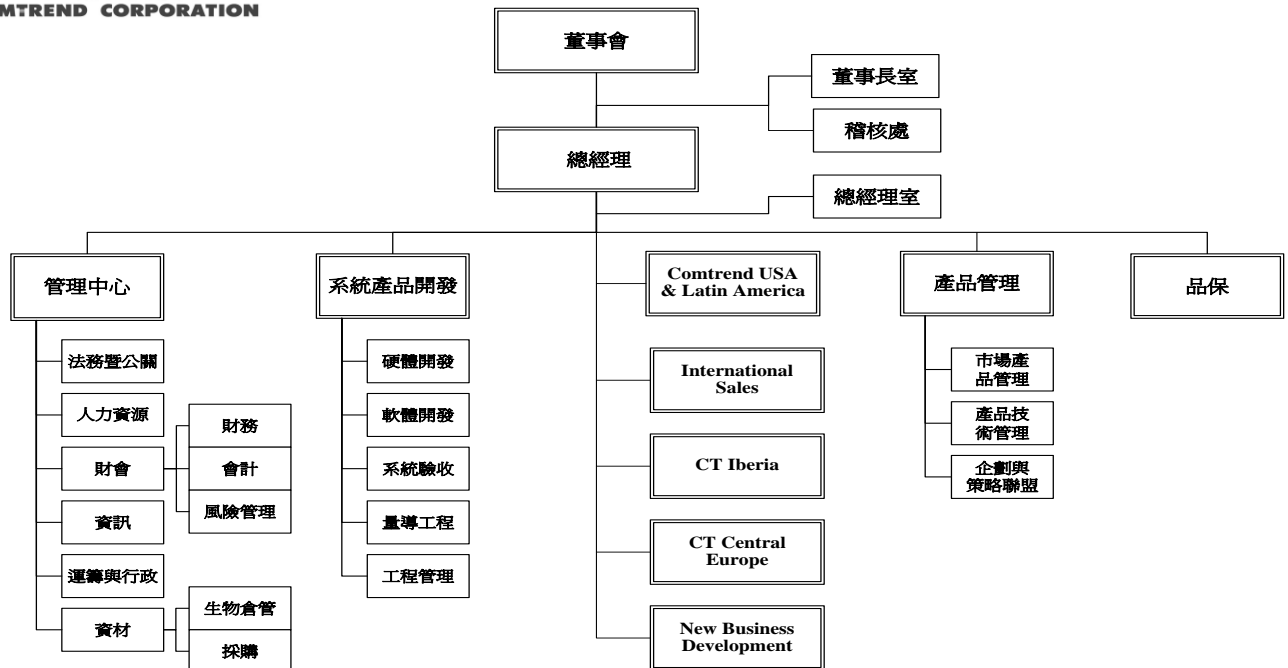 MTREND CORPORATION
董事會
董事長室
稽核處
總經理
總經理室
管理中心
法務暨公關
人力資源
財會
財務
會計
風險管理
資訊
運籌與行政
資材
生物倉管
採購
系統產品開發
硬體開發
軟體開發
系統驗收
量導工程
工程管理
Comtrend USA
& Latin America
International
Sales
CT Iberia
CT Central
Europe
New Business
Development
產品管理
市場產
品管理
產品技
術管理
企劃與
策略聯盟
品保